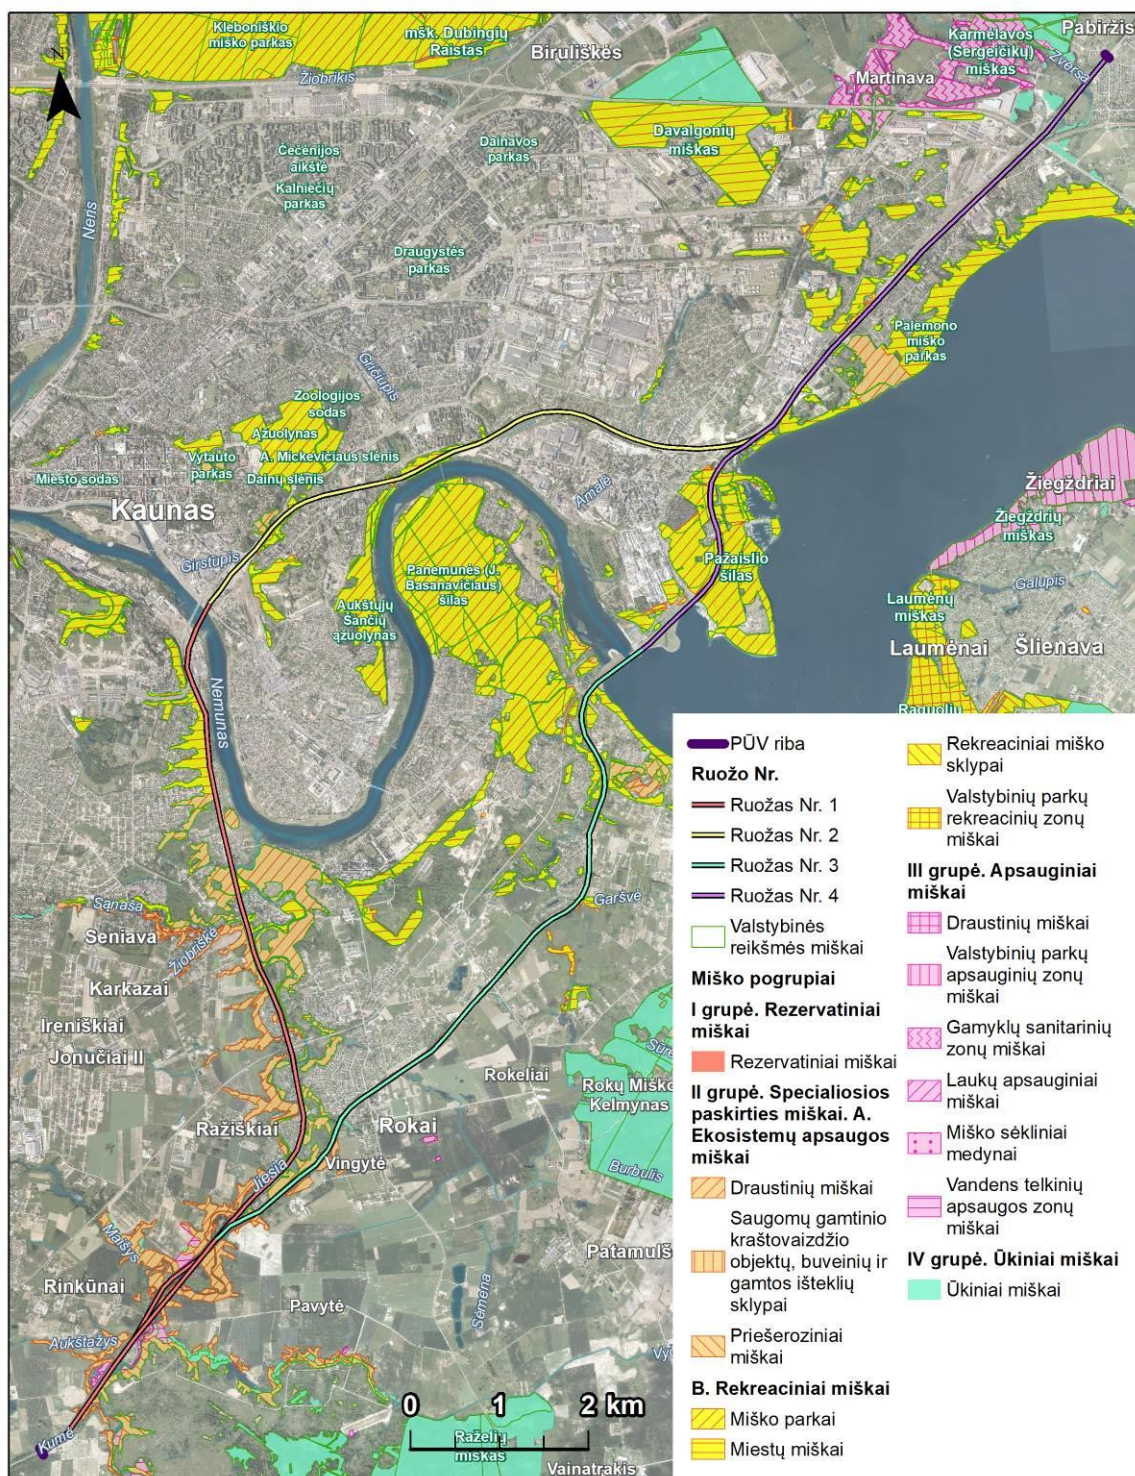 Kleboniškio
miško parkas
mšk. Dubingių
Raistas
Biruliškės
Karmėlavos
(Sergeičikų)
miškas
Pabiržis
Žiobrikis
Martinava
Žversa
Davalgonių
miškas
Čečėnijos
aikštė
Dainavos
parkas
Kalniečių
parkas
Neris
Draugystės
parkas
Palemono
miško
parkas
Gričiupis
Zoologijos
sodas
Ąžuolynas
Vytauto
parkas
A. Mickevičiaus slėnis
Miesto sodas
Dainų slėnis
Kaunas
Amalė
Žiegždriai
Žiegždrių
miškas
Girstupis
Panemunės (J.
Basanavičiaus)
šilas
Pažaislio
šilas
Galupis
Aukštųjų
Šančių
ąžuolynas
Laumėnų
miškas
Laumėnai
Šlienava
Nemunas
Raguolių
Sąnaša
Seniava
Žiobriškė
Garšvė
Karkazai
Ireniškiai
Jonučiai II
Rokeliai
Rokų Miško
Kelmynas
Ražiškiai
Rokai
Vingytė
Jiesia
Burbulis
Maišys
Patamulš
Rinkūnai
Pavytė
Šemena
Aukštažys
Kumė
0 1 2 km
Raželių
miškas
Vainatrakis
PŪV riba
Ruožo Nr.
Ruožas Nr. 1
Ruožas Nr. 2
Ruožas Nr. 3
Ruožas Nr. 4
Valstybinės
reikšmės miškai
Miško pogrupiai
I grupė. Rezervatiniai
miškai
Rezervatiniai miškai
II grupė. Specialiosios
paskirties miškai. A.
Ekosistemų apsaugos
miškai
Draustinių miškai
Saugomų gamtinio
kraštovaizdžio
objektų, buveinių ir
gamtos išteklių
sklypai
Priešeroziniai
miškai
B. Rekreaciniai miškai
Miško parkai
Miestų miškai
Rekreaciniai miško
sklypai
Valstybinių parkų
rekreacinių zonų
miškai
III grupė. Apsauginiai
miškai
Draustinių miškai
Valstybinių parkų
apsauginių zonų
miškai
Gamyklų sanitarinių
zonų miškai
Laukų apsauginiai
miškai
Miško sėkliniai
medynai
Vandens telkinių
apsaugos zonų
miškai
IV grupė. Ūkiniai miškai
Ūkiniai miškai